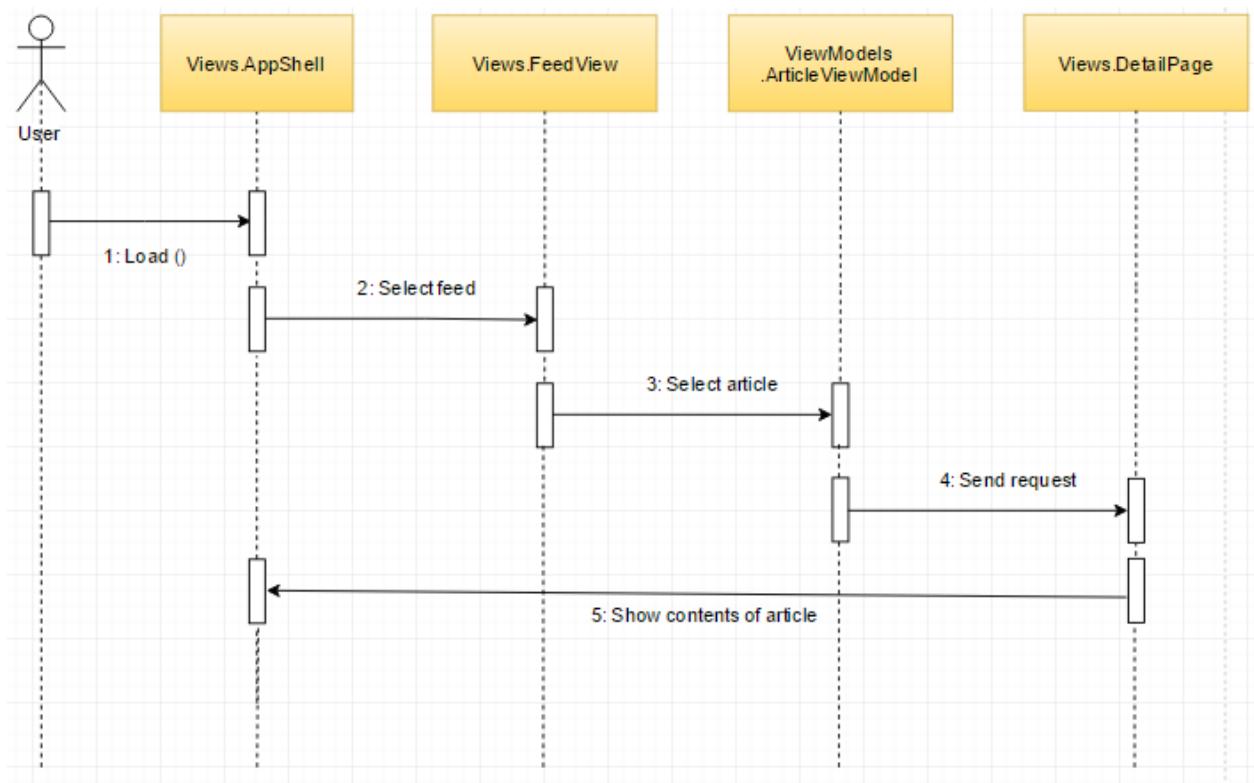 Views.AppShell
Views.FeedView
ViewModels
.ArticleViewModel
Views.DetailPage
User
1: Load ()
2: Select feed
3: Select article
4: Send request
5: Show contents of article